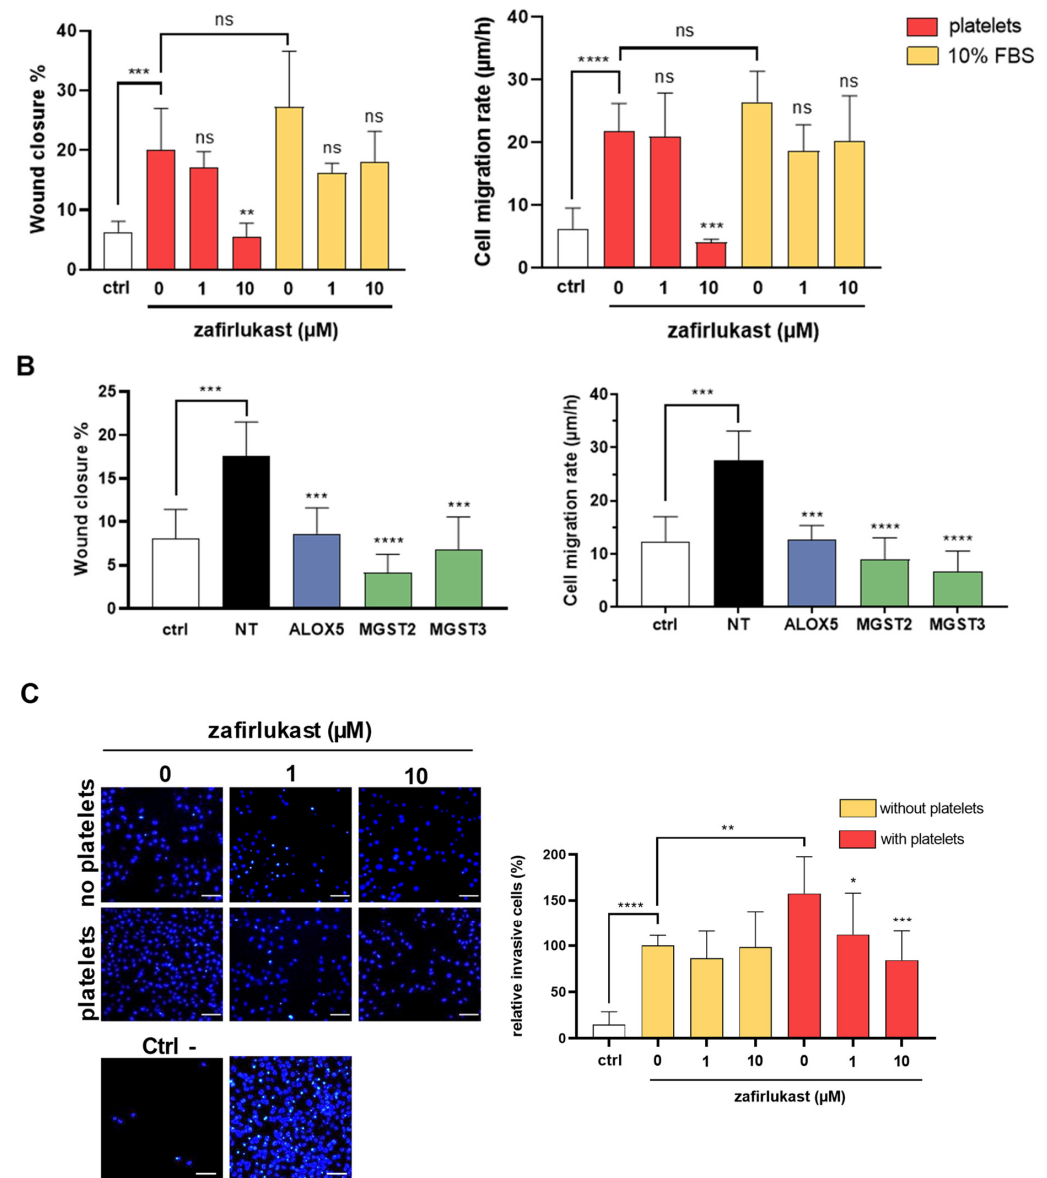 ns
ns
platelets
10% FBS
***
ns
ns
ns
**
****
ns
ns
ns
***
Wound closure %
40
30
20
10
0
ctrl
0
1
10
0
1
10
zafirlukast (µM)
Cell migration rate (µm/h)
40
30
20
10
0
ctrl
0
1
10
0
1
10
zafirlukast (µM)
B
Wound closure %
25
20
15
10
5
0
***
***
****
***
ctrl
NT
ALOX5
MGST2
MGST3
Cell migration rate (µm/h)
40
30
20
10
0
***
***
****
****
ctrl
NT
ALOX5
MGST2
MGST3
C
zafirlukast (µM)
0
1
10
no platelets
platelets
Ctrl -
without platelets
with platelets
relative invasive cells (%)
200
150
100
50
0
****
**
*
***
ctrl
0
1
10
0
1
10
zafirlukast (µM)